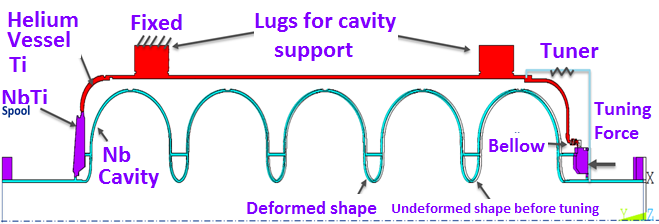 Helium
Vessel
Ti
Fixed
Lugs for cavity
support
Tuner
NbTi
Spool
Nb
Cavity
Tuning
Force
Bellow
Deformed shape
Undeformed shape before tuning
X
Y
Z